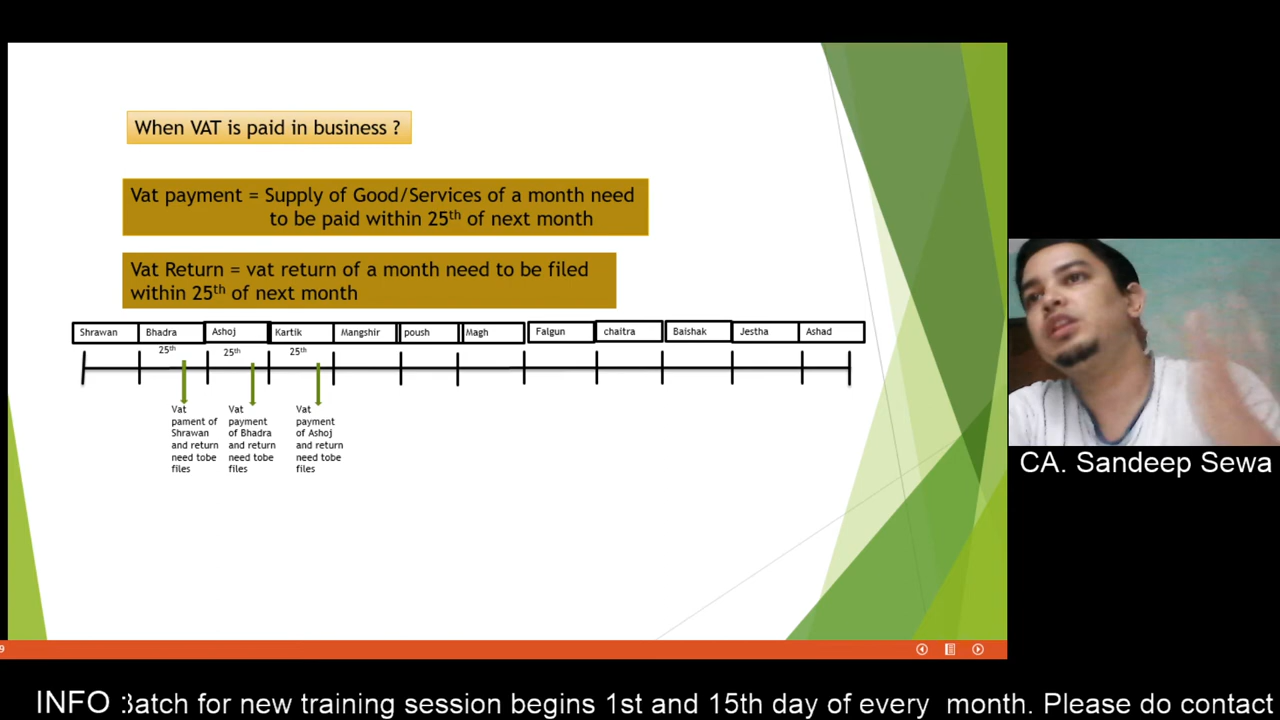 When VAT is paid in business ?
Vat payment = Supply of Good/Services of a month need
to be paid within 25th of next month
Vat Return = vat return of a month need to be filed
within 25th of next month
Shrawan Bhadra Ashoj Kartik Mangshir poush Magh Falgun chaitra Baishak Jestha Ashad
25th 25th 25th
Vat
pament of
Shrawan
and return
need tobe
files
Vat
payment
of Bhadra
and return
need tobe
files
Vat
payment
of Ashoj
and return
need tobe
files
CA. Sandeep Sewa
9
INFO : Batch for new training session begins 1st and 15th day of every month. Please do contact